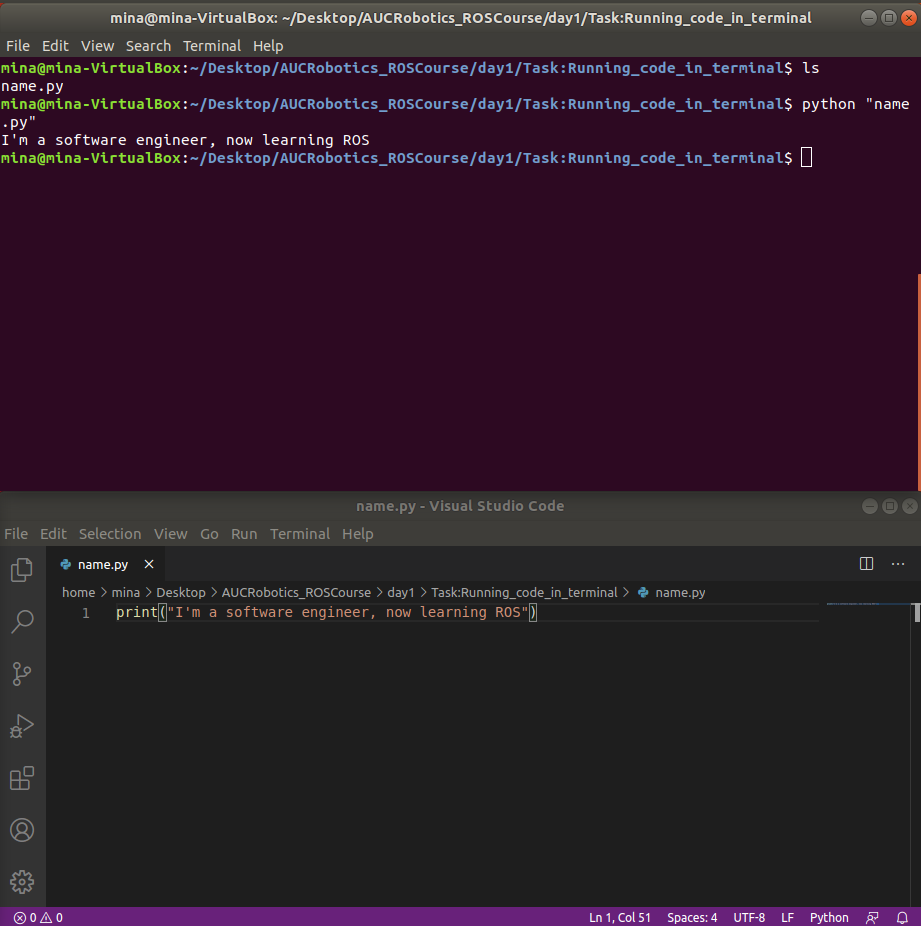 mina@mina-VirtualBox: ~/Desktop/AUCRobotics_ROSCourse/day1/Task:Running_code_in_terminal
File Edit View Search Terminal Help
mina@mina-VirtualBox:~/Desktop/AUCRobotics_ROSCourse/day1/Task:Running_code_in_terminal$ ls
name.py
mina@mina-VirtualBox:~/Desktop/AUCRobotics_ROSCourse/day1/Task:Running_code_in_terminal$ python "name
.py"
I'm a software engineer, now learning ROS
mina@mina-VirtualBox:~/Desktop/AUCRobotics_ROSCourse/day1/Task:Running_code_in_terminal$
name.py - Visual Studio Code
File Edit Selection View Go Run Terminal Help
name.py
home > mina > Desktop > AUCRobotics_ROSCourse > day1 > Task:Running_code_in_terminal > name.py
1 print("I'm a software engineer, now learning ROS")
0 0 Ln 1, Col 51 Spaces: 4 UTF-8 LF Python